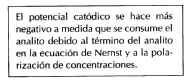 El potencial catódico se hace más
negativo a medida que se consume el
analito debido al término del analito
en la ecuación de Nernst y a la pola-
rización de concentraciones.